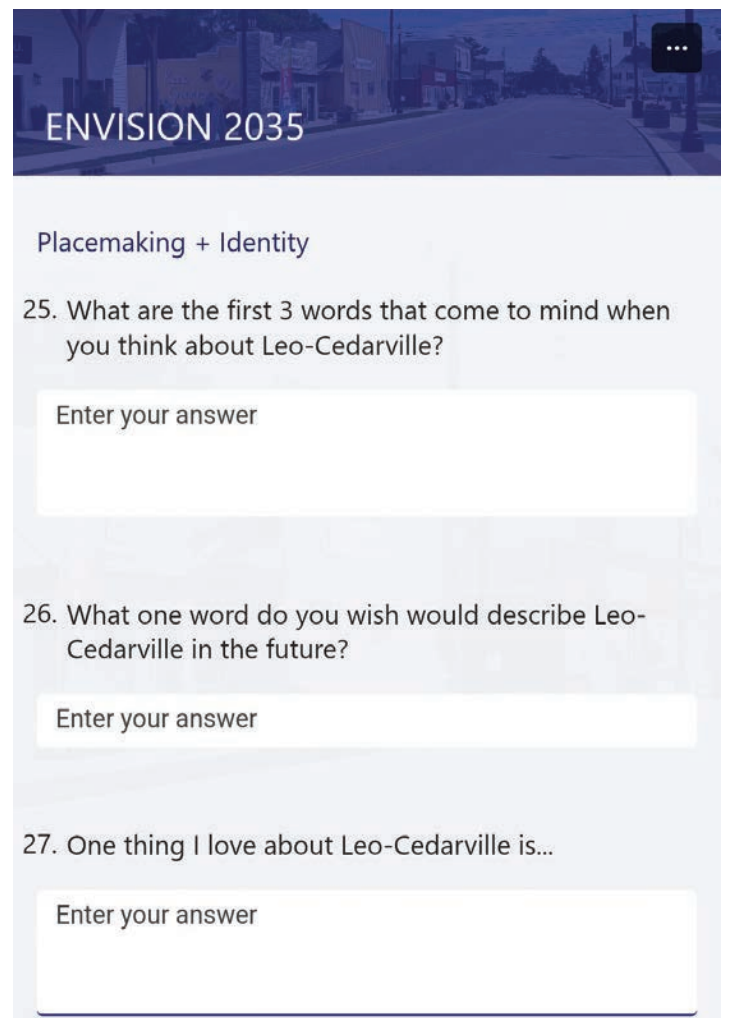 ...
ENVISION 2035
Placemaking + Identity
25. What are the first 3 words that come to mind when
you think about Leo-Cedarville?
Enter your answer
26. What one word do you wish would describe Leo-
Cedarville in the future?
Enter your answer
27. One thing I love about Leo-Cedarville is...
Enter your answer